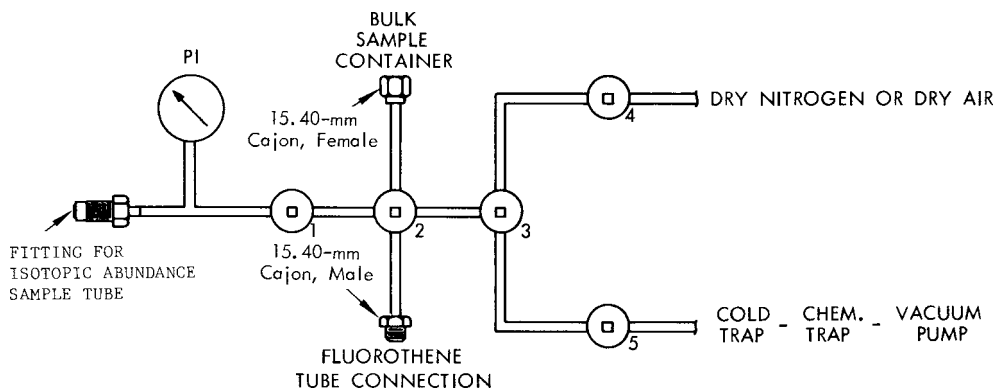 BULK
SAMPLE
CONTAINER
PI
15.40-mm
Cajon, Female
4
DRY NITROGEN OR DRY AIR
1
2
3
FITTING FOR
ISOTOPIC ABUNDANCE
SAMPLE TUBE
15.40-mm
Cajon, Male
5
COLD TRAP - CHEM. TRAP - VACUUM PUMP
FLUOROTHENE
TUBE CONNECTION